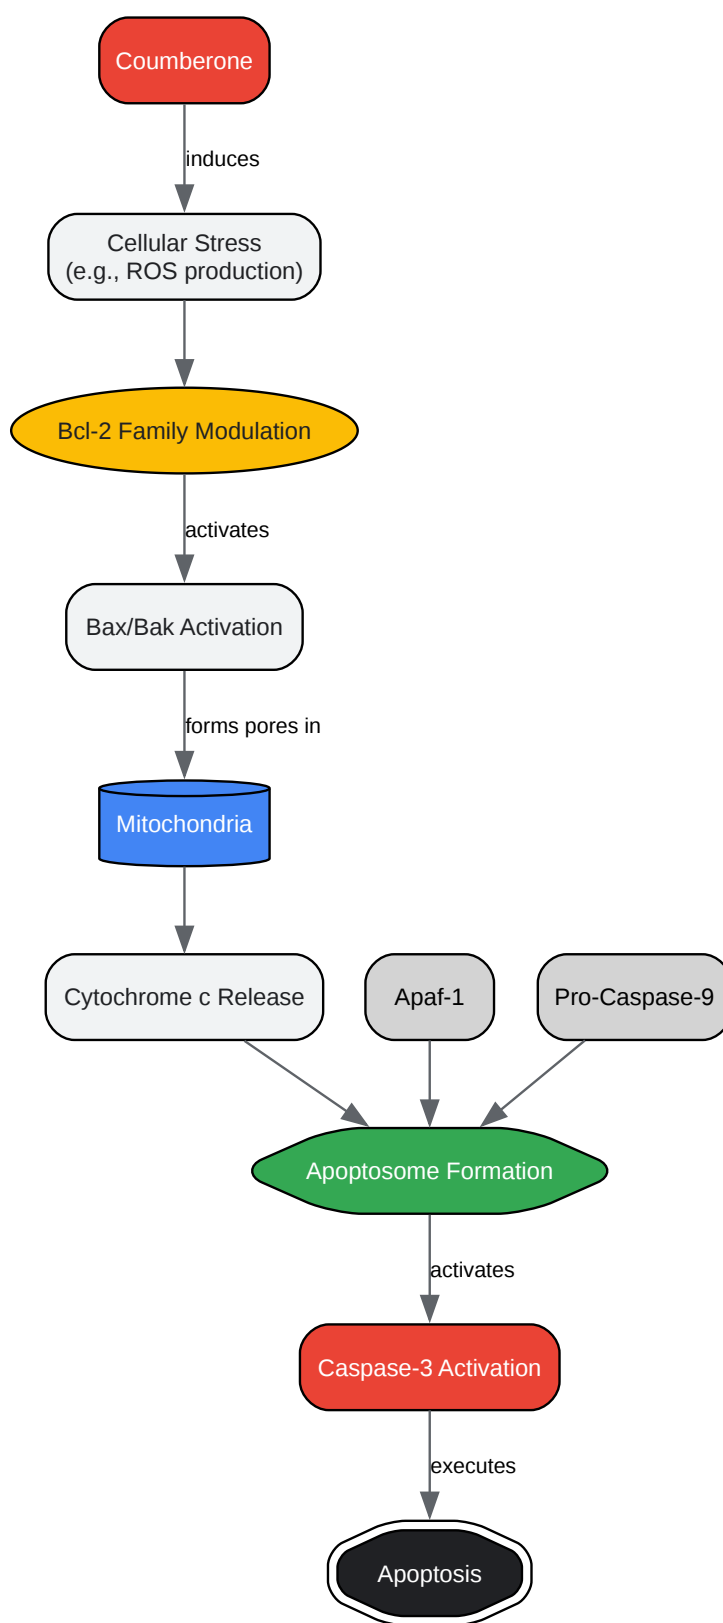 Coumberone
induces
Cellular Stress
(e.g., ROS production)
Bcl-2 Family Modulation
activates
Bax/Bak Activation
forms pores in
Mitochondria
Cytochrome c Release
Apaf-1
Pro-Caspase-9
Apoptosome Formation
activates
Caspase-3 Activation
executes
Apoptosis